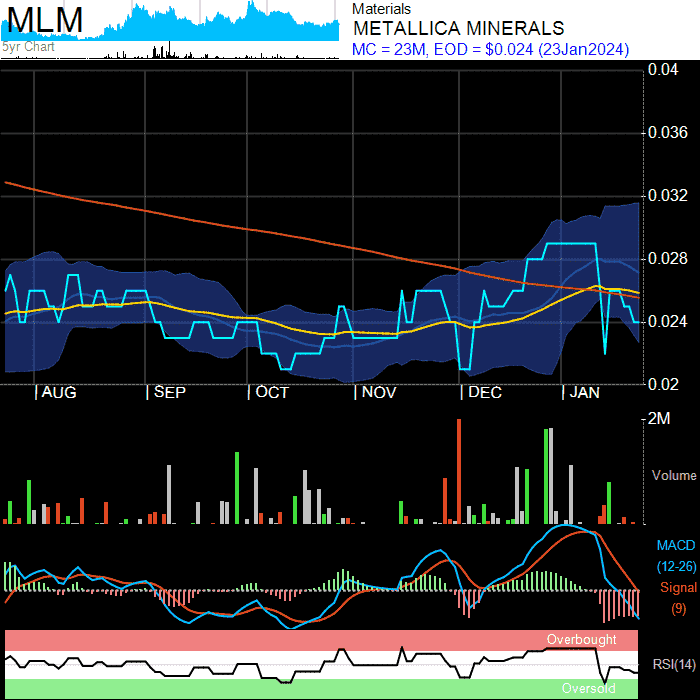 MLM
5yr Chart
Materials
METALLICA MINERALS
MC = 23M, EOD = $0.024 (23Jan2024)
0.04
0.036
0.032
0.028
0.024
0.02
AUG SEP OCT NOV DEC JAN
2M
Volume
MACD
(12-26)
Signal
(9)
Overbought
RSI(14)
Oversold